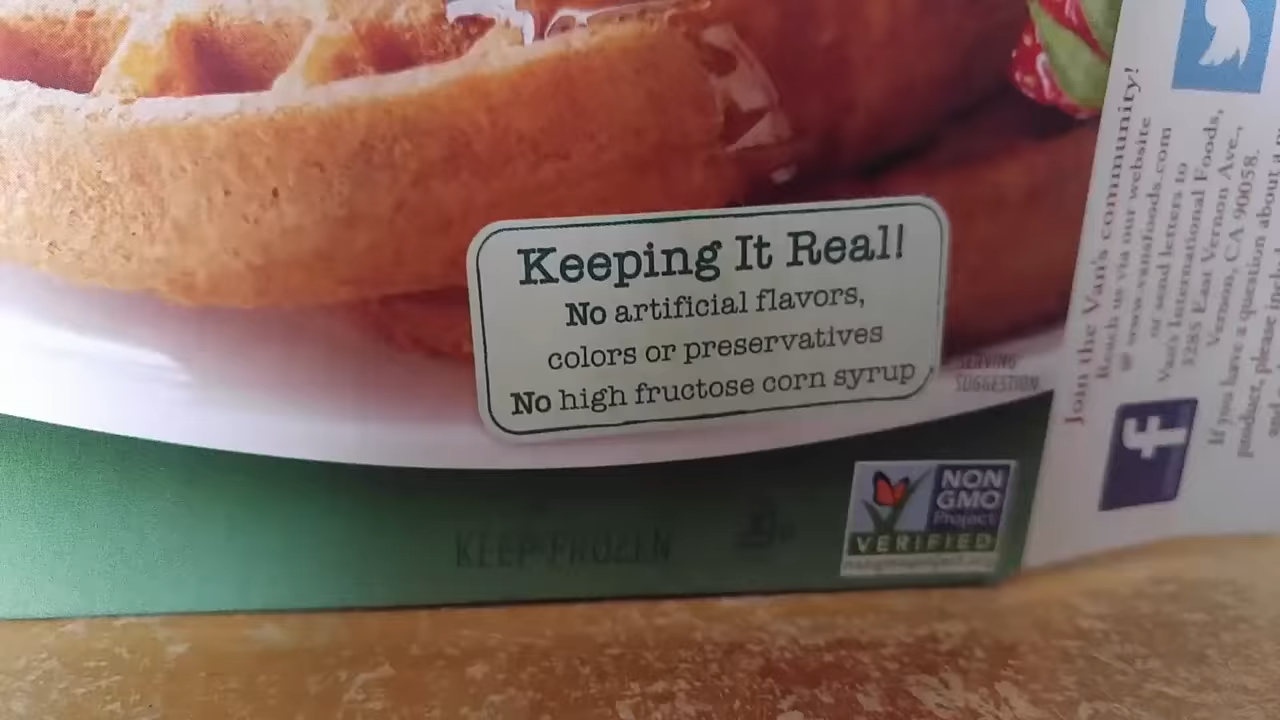 Keeping It Real!
No artificial flavors,
colors or preservatives
No high fructose corn syrup
SERVING
SUGGESTION
KEEP FROZEN
NON
GMO
Project
VERIFIED
nongmoproject.org
Join the Van's community!
Reach us via our website
@ www.vansfoods.com
or send letters to
Van's International Foods,
3285 East Vernon Ave.,
Vernon, CA 90058.
If you have a question about a
product, please